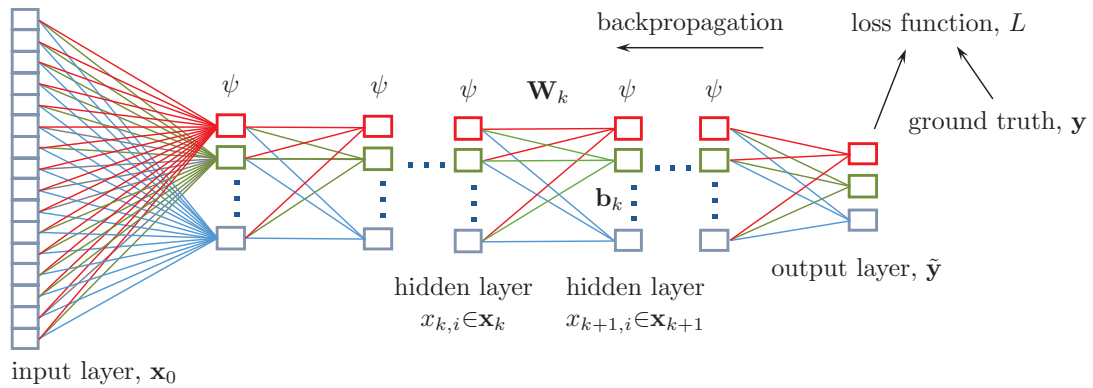 backpropagation
loss function, L
ψ
ψ
ψ
W_k
ψ
ψ
ground truth, y
b_k
hidden layer
x_{k,i}∈x_k
hidden layer
x_{k+1,i}∈x_{k+1}
output layer, ỹ
input layer, x_0